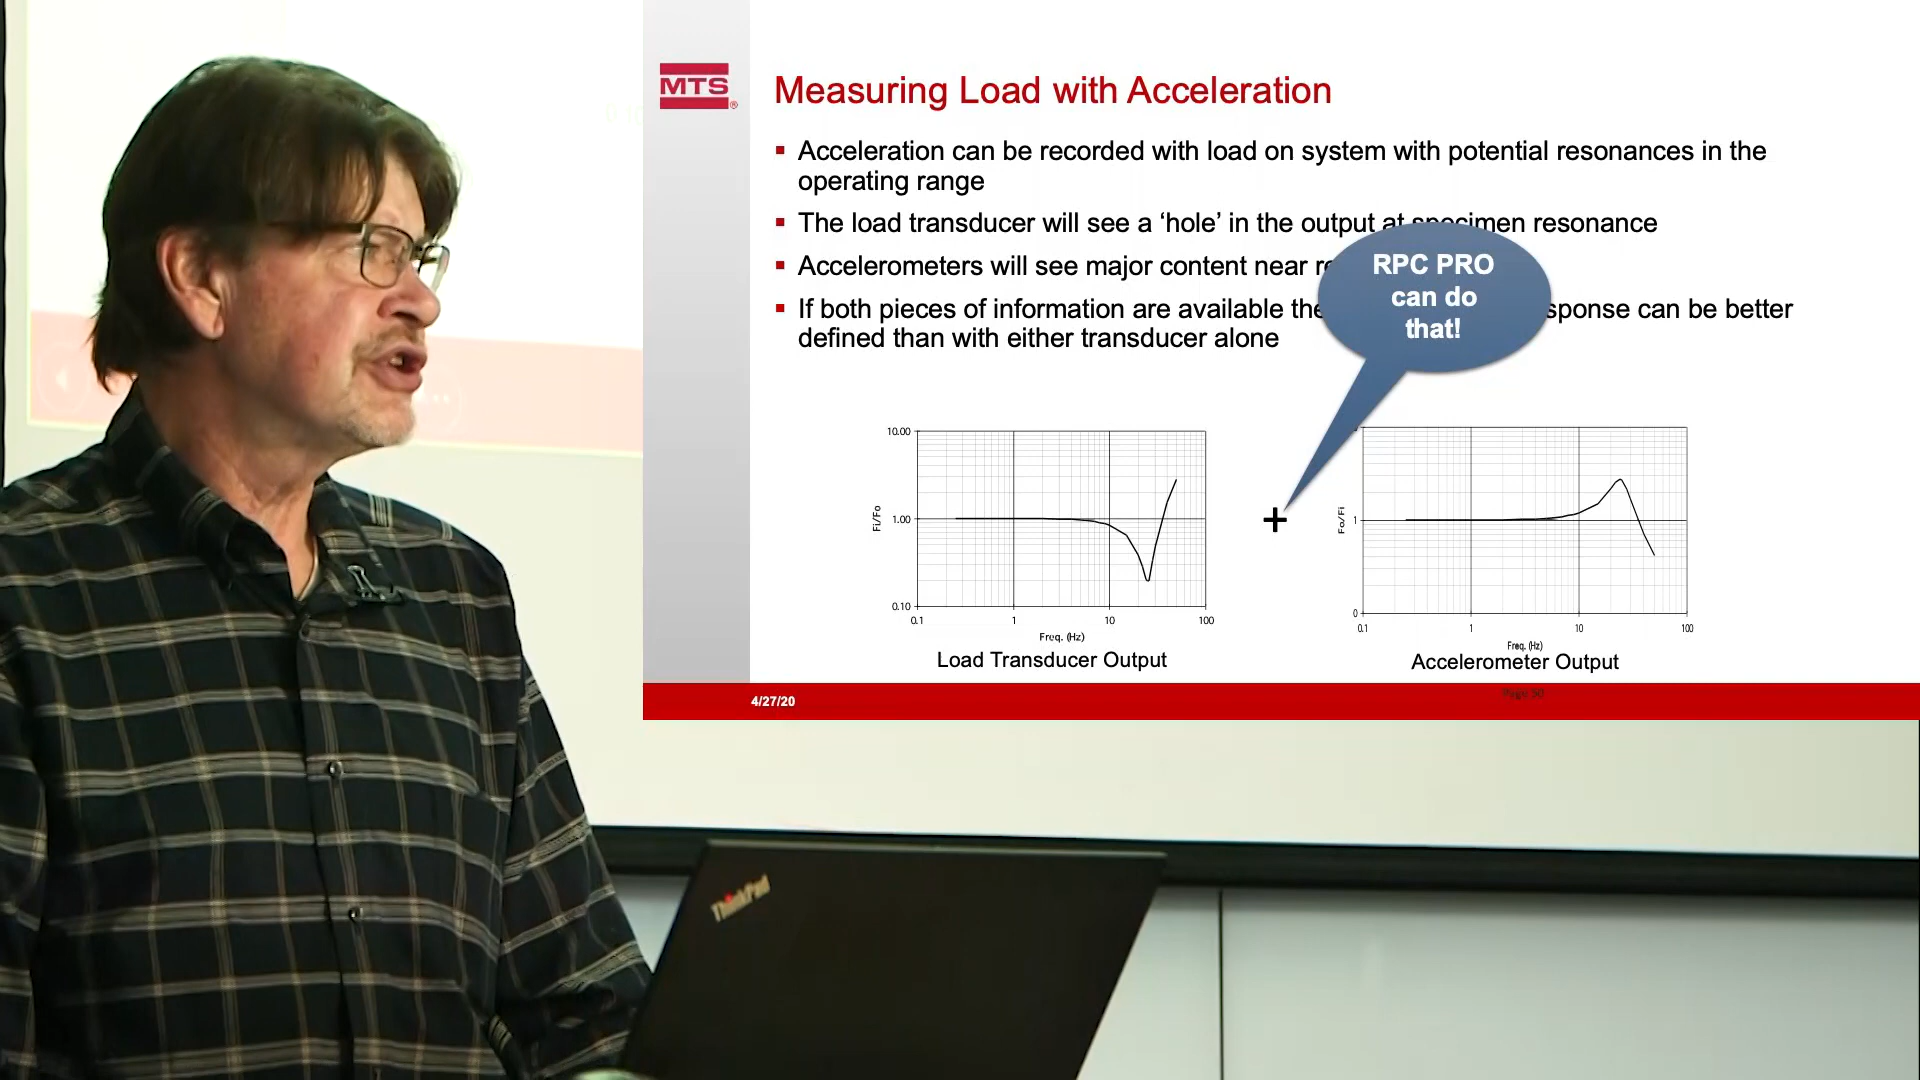 MTS®
Measuring Load with Acceleration
Acceleration can be recorded with load on system with potential resonances in the
operating range
The load transducer will see a ‘hole’ in the output at specimen resonance
Accelerometers will see major content near
If both pieces of information are available
can be better
defined than with either transducer alone
RPC PRO
can do
that!
10.00
1.00
0.10
Fi/Fo
0.1 1 10 100
Freq. (Hz)
Load Transducer Output
+
1
0
Fo/Fi
0.1 1 10 100
Freq. (Hz)
Accelerometer Output
4/27/20
Page 50
ThinkPad